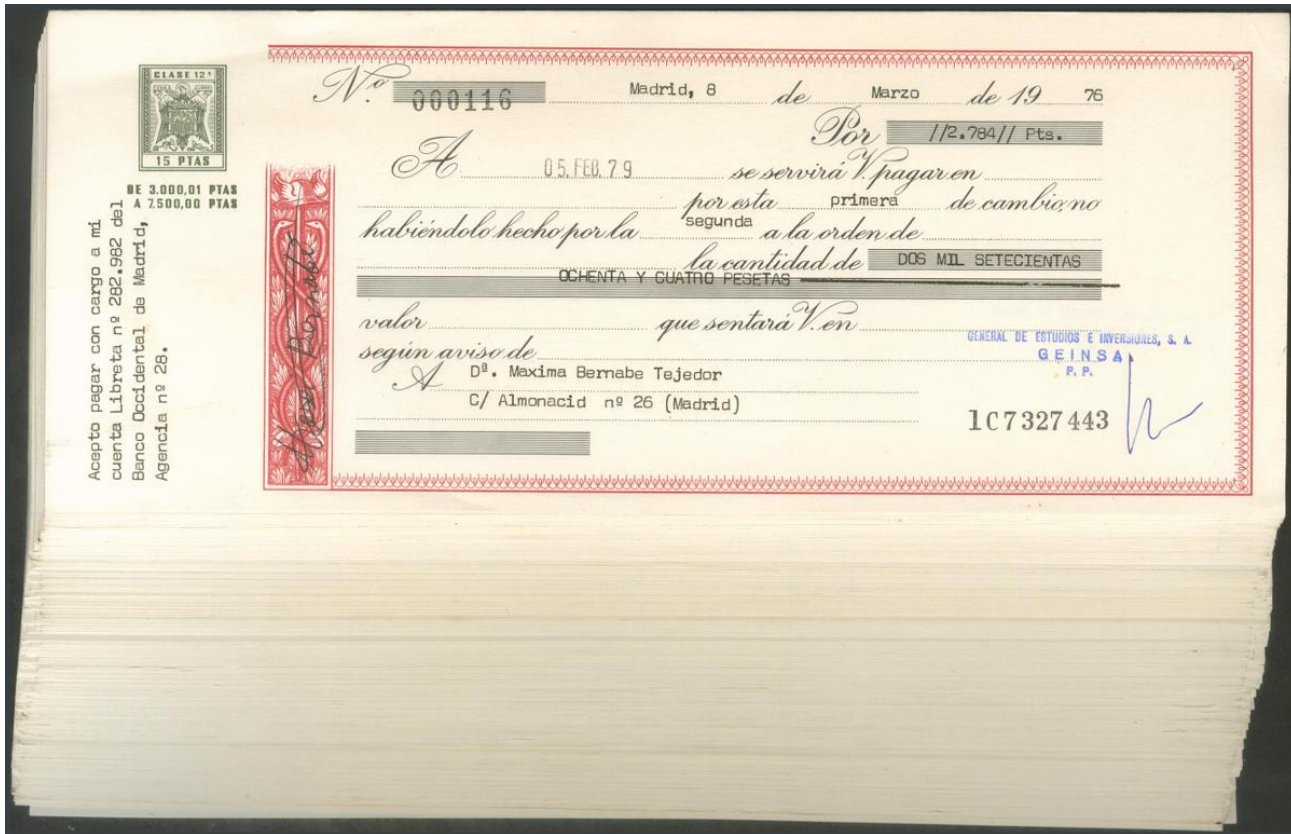 CLASE 12ª
15 PTAS
DE 3.000,01 PTAS
A 7.500,00 PTAS
Acepto pagar con cargo a mi
cuenta Libreta nº 282.982 del
Banco Occidental de Madrid,
Agencia nº 28.
Nº 000116 Madrid, 8 de Marzo de 19 76
Por //2.784// Pts.
A 05.FEB.79 se servirá V. pagar en
por esta primera de cambio, no
habiéndolo hecho por la segunda a la orden de
la cantidad de DOS MIL SETECIENTAS
OCHENTA Y CUATRO PESETAS
valor que sentará V. en
según aviso de
GENERAL DE ESTUDIOS E INVERSIONES, S. A.
GEINSA
P. P.
A Dª. Maxima Bernabe Tejedor
C/ Almonacid nº 26 (Madrid)
1C7327443